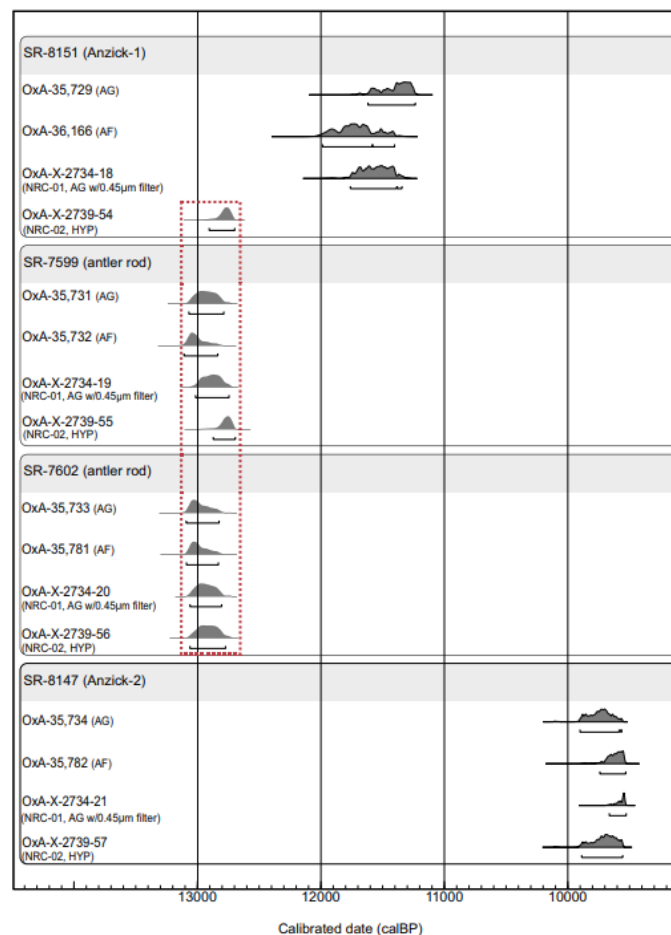 SR-8151 (Anzick-1)
OxA-35,729 (AG)
OxA-36,166 (AF)
OxA-X-2734-18
(NRC-01, AG w/0.45µm filter)
OxA-X-2739-54
(NRC-02, HYP)
SR-7599 (antler rod)
OxA-35,731 (AG)
OxA-35,732 (AF)
OxA-X-2734-19
(NRC-01, AG w/0.45µm filter)
OxA-X-2739-55
(NRC-02, HYP)
SR-7602 (antler rod)
OxA-35,733 (AG)
OxA-35,781 (AF)
OxA-X-2734-20
(NRC-01, AG w/0.45µm filter)
OxA-X-2739-56
(NRC-02, HYP)
SR-8147 (Anzick-2)
OxA-35,734 (AG)
OxA-35,782 (AF)
OxA-X-2734-21
(NRC-01, AG w/0.45µm filter)
OxA-X-2739-57
(NRC-02, HYP)
13000 12000 11000 10000
Calibrated date (calBP)